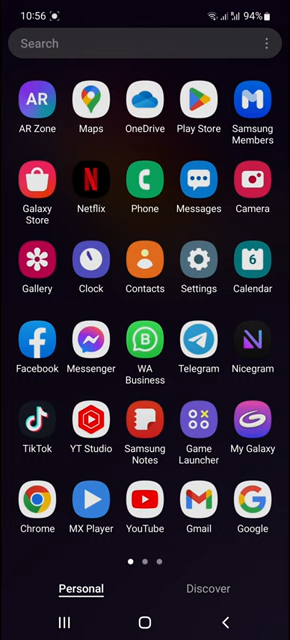 10:56 94%
Search
AR
AR Zone Maps OneDrive Play Store Samsung Members
Galaxy Store Netflix Phone Messages Camera
6
Gallery Clock Contacts Settings Calendar
Facebook Messenger WA Business Telegram Nicegram
TikTok YT Studio Samsung Notes Game Launcher My Galaxy
Chrome MX Player YouTube Gmail Google
Personal Discover